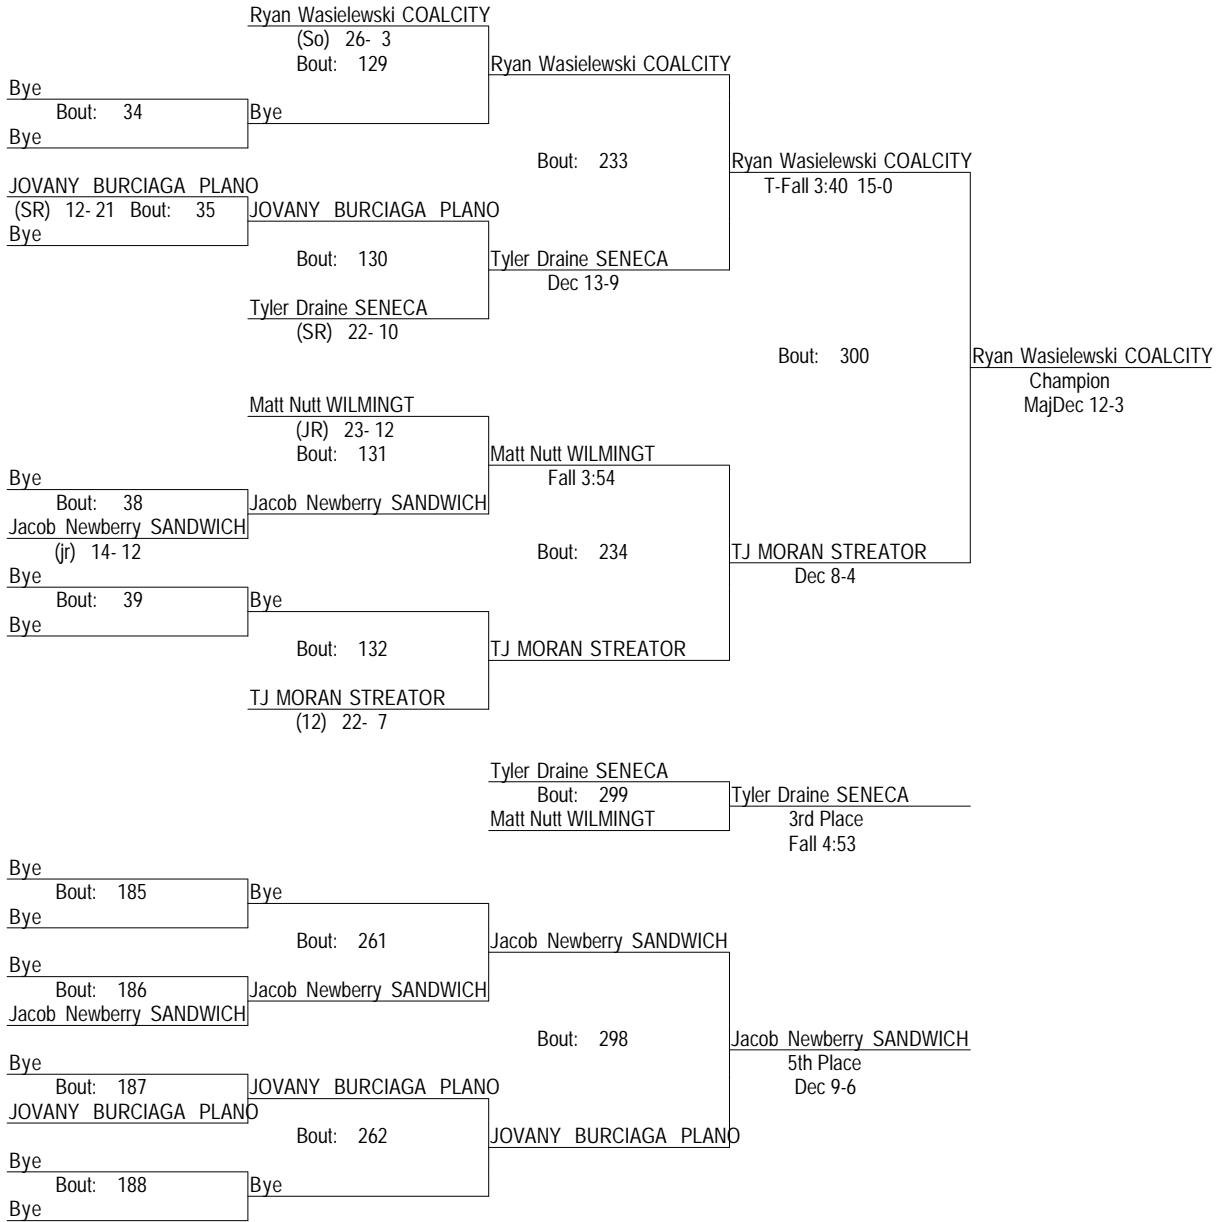 Ryan Wasielewski COALCITY
(So) 26- 3
Bout: 129
Ryan Wasielewski COALCITY
Bye
Bout: 34
Bye
Bye
Bout: 233
Ryan Wasielewski COALCITY
T-Fall 3:40 15-0
JOVANY BURCIAGA PLANO
(SR) 12- 21 Bout: 35
JOVANY BURCIAGA PLANO
Bye
Bout: 130
Tyler Draine SENECA
Dec 13-9
Tyler Draine SENECA
(SR) 22- 10
Bout: 300
Ryan Wasielewski COALCITY
Champion
MajDec 12-3
Matt Nutt WILMINGT
(JR) 23- 12
Bout: 131
Matt Nutt WILMINGT
Fall 3:54
Bye
Bout: 38
Jacob Newberry SANDWICH
Jacob Newberry SANDWICH
(jr) 14- 12
Bout: 234
TJ MORAN STREATOR
Dec 8-4
Bye
Bout: 39
Bye
Bye
Bout: 132
TJ MORAN STREATOR
TJ MORAN STREATOR
(12) 22- 7
Tyler Draine SENECA
Bout: 299
Tyler Draine SENECA
Matt Nutt WILMINGT
3rd Place
Fall 4:53
Bye
Bout: 185
Bye
Bye
Bout: 261
Jacob Newberry SANDWICH
Bye
Bout: 186
Jacob Newberry SANDWICH
Jacob Newberry SANDWICH
Bout: 298
Jacob Newberry SANDWICH
5th Place
Dec 9-6
Bye
Bout: 187
JOVANY BURCIAGA PLANO
JOVANY BURCIAGA PLANO
Bout: 262
JOVANY BURCIAGA PLANO
Bye
Bout: 188
Bye
Bye